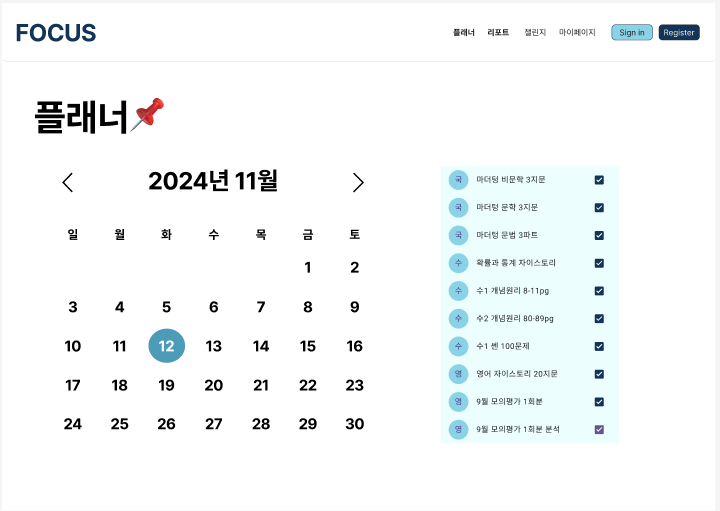 FOCUS
플래너 리포트 챌린지 마이페이지 Sign in Register
플래너📌
2024년 11월
일 월 화 수 목 금 토
1 2
3 4 5 6 7 8 9
10 11 12 13 14 15 16
17 18 19 20 21 22 23
24 25 26 27 28 29 30
국 마더텅 비문학 3지문
국 마더텅 문학 3지문
국 마더텅 문법 3파트
수 확률과 통계 자이스토리
수 수1 개념원리 8-11pg
수 수2 개념원리 80-89pg
수 수1 쎈 100문제
영 영어 자이스토리 20지문
영 9월 모의평가 1회분
영 9월 모의평가 1회분 분석